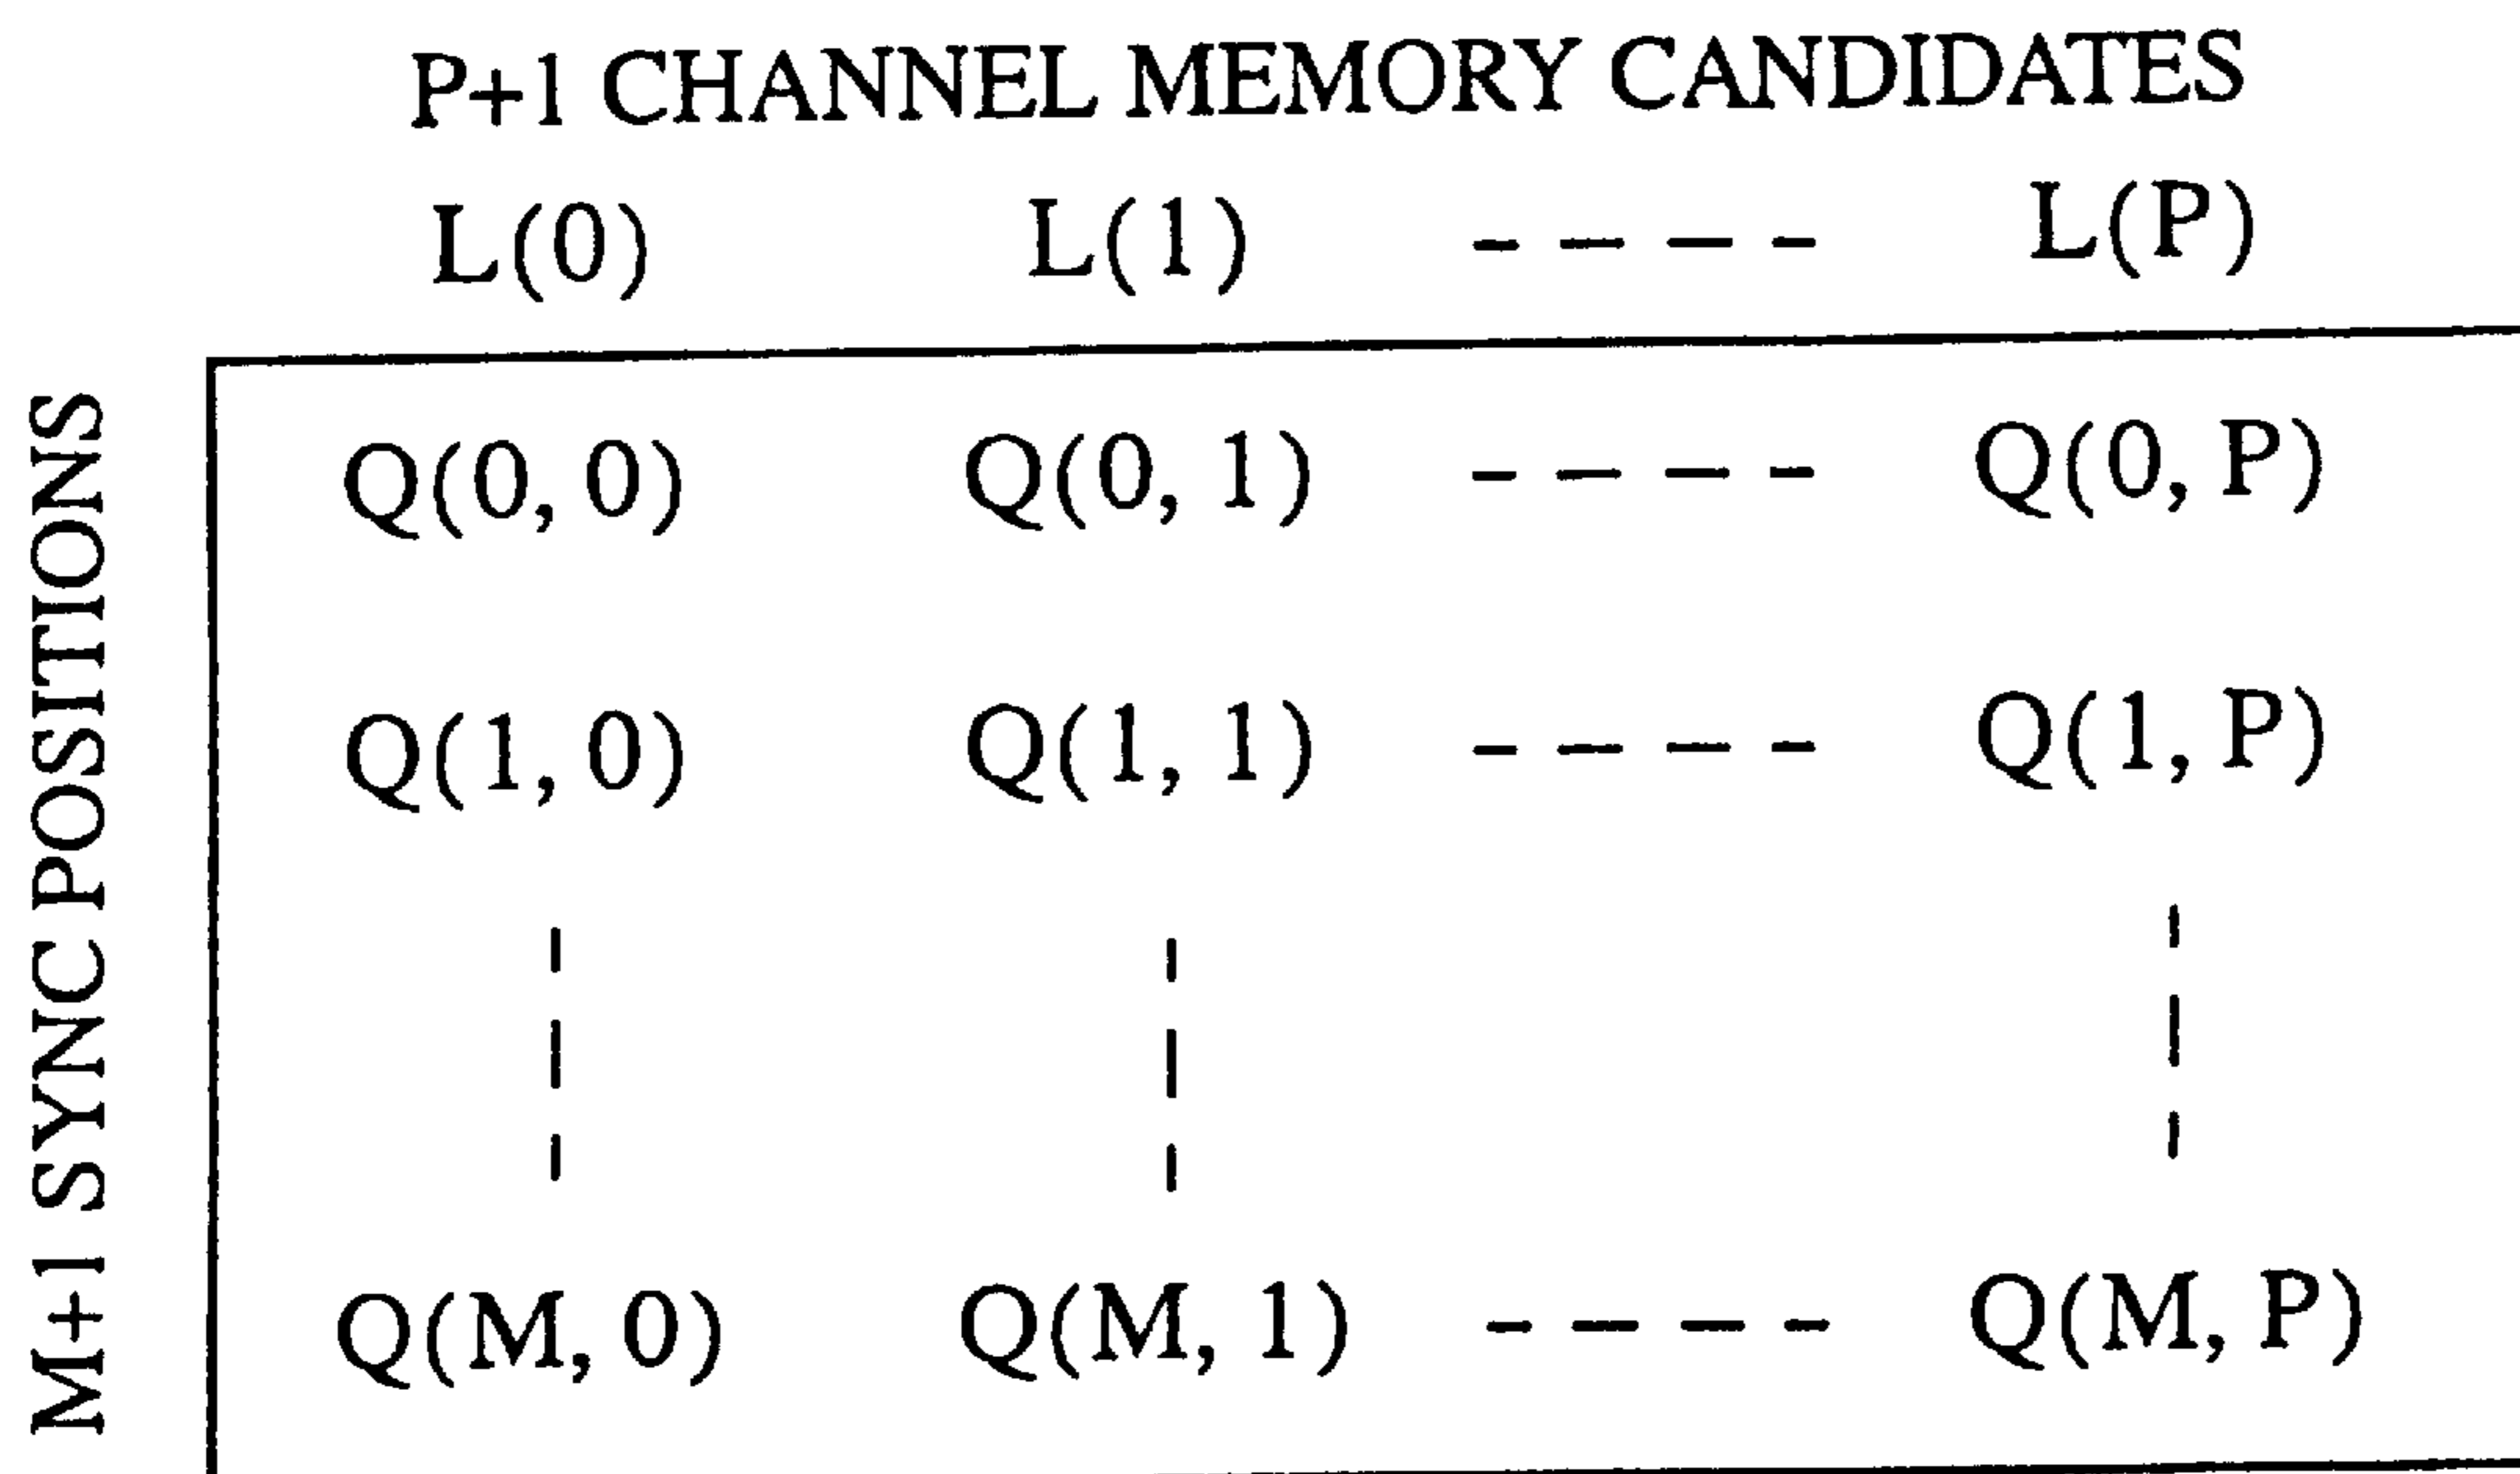 P+1 CHANNEL MEMORY CANDIDATES
L(0) L(1) - - - - L(P)
M+1 SYNC POSITIONS
Q(0, 0) Q(0, 1) - - - - Q(0, P)
Q(1, 0) Q(1, 1) - - - - Q(1, P)
Q(M, 0) Q(M, 1) - - - - Q(M, P)